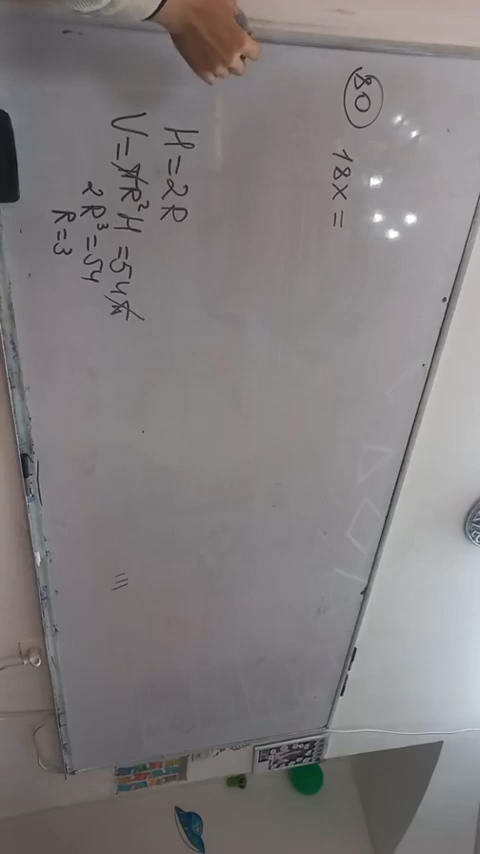 80
18x =
H = 2R
V = πR²H = 54π
2R³ = 54
R = 3